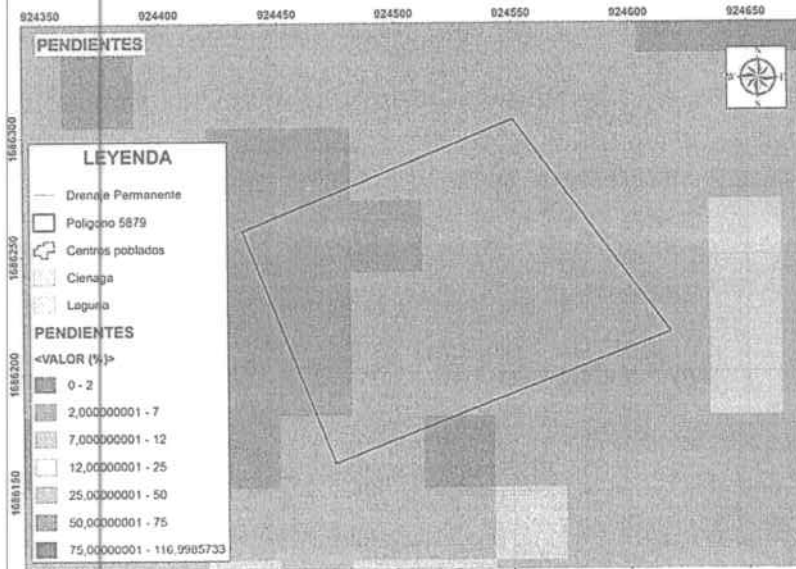 924350 924400 924450 924500 924550 924600 924650
PENDIENTES
1686300
1686250
1686200
1686150
LEYENDA
Drenaje Permanente
Poligono 5879
Centros poblados
Cienaga
Laguna
PENDIENTES
<VALOR (%)>
0 - 2
2,000000001 - 7
7,000000001 - 12
12,00000001 - 25
25,00000001 - 50
50,00000001 - 75
75,00000001 - 116,9985733